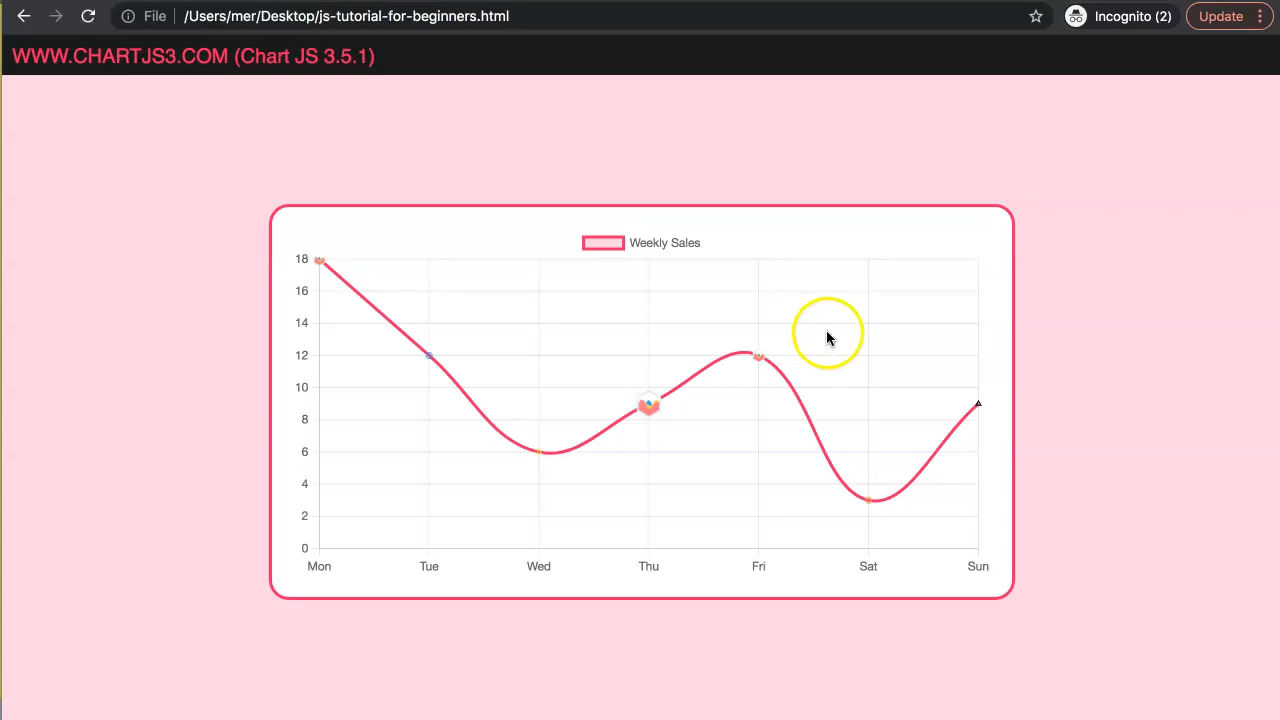 File /Users/mer/Desktop/js-tutorial-for-beginners.html Incognito (2) Update
WWW.CHARTJS3.COM (Chart JS 3.5.1)
Weekly Sales
18
16
14
12
10
8
6
4
2
0
Mon Tue Wed Thu Fri Sat Sun